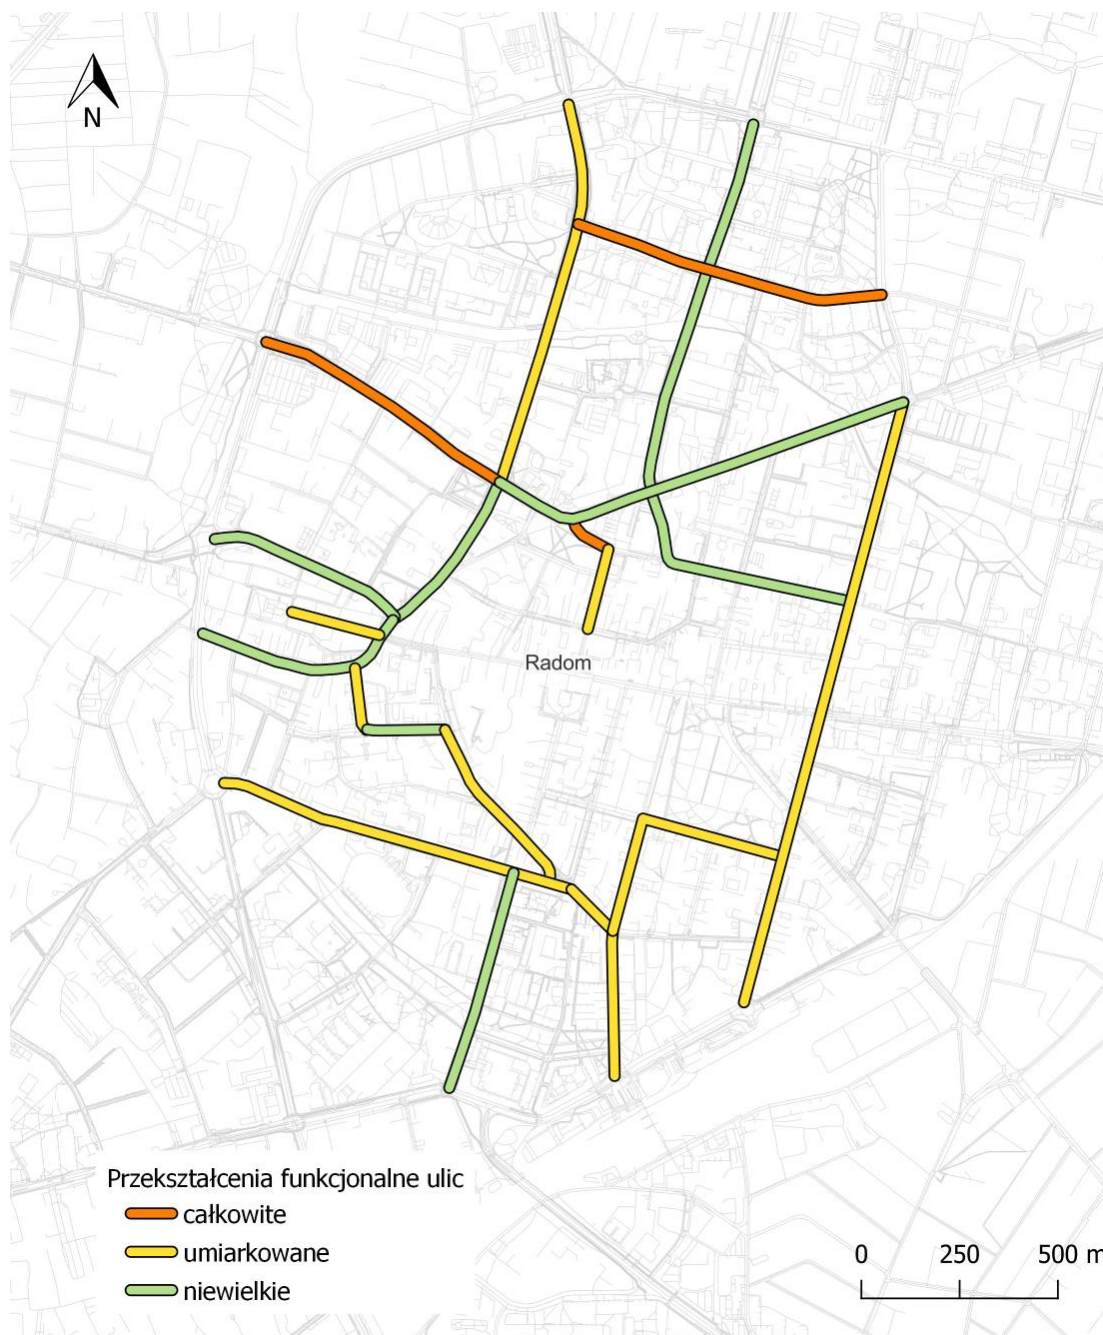 N
Radom
Przekształcenia funkcjonalne ulic
całkowite
umiarkowane
niewielkie
0 250 500 m